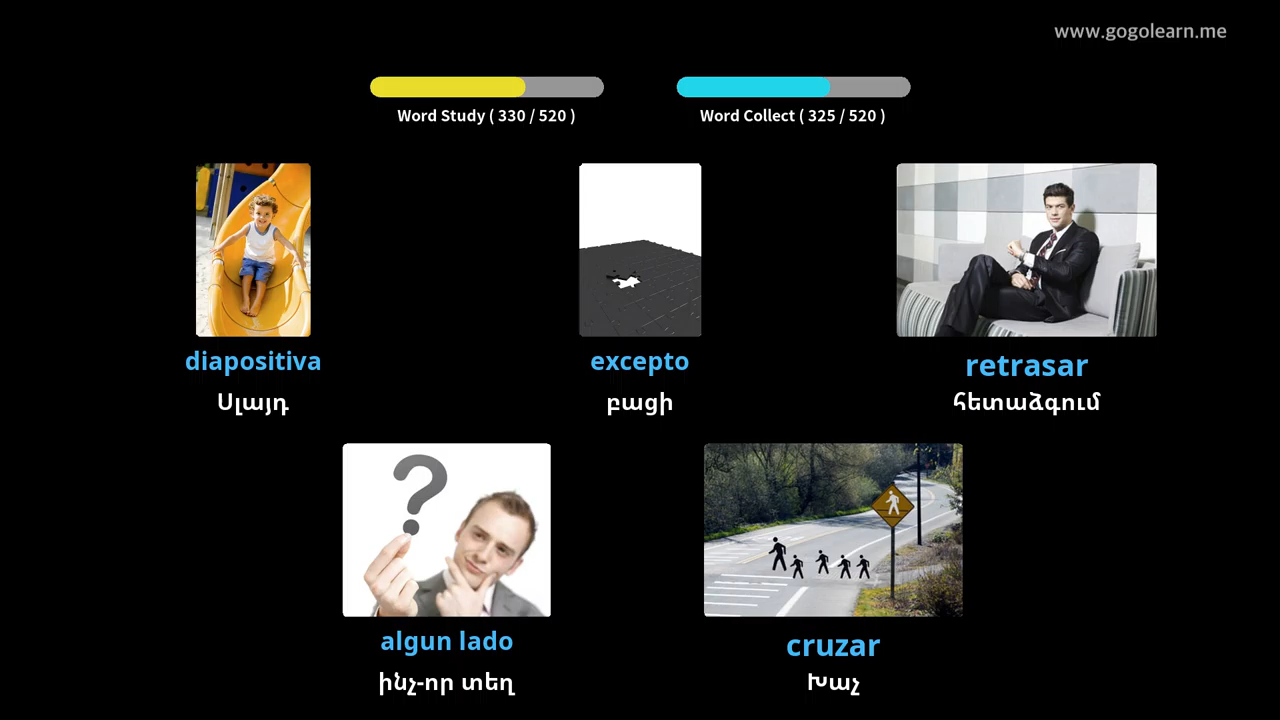 www.gogolearn.me
Word Study ( 330 / 520 )
Word Collect ( 325 / 520 )
diapositiva
Սլայդ
excepto
բացի
retrasar
հետաձգում
algun lado
ինչ-որ տեղ
cruzar
Խաչ